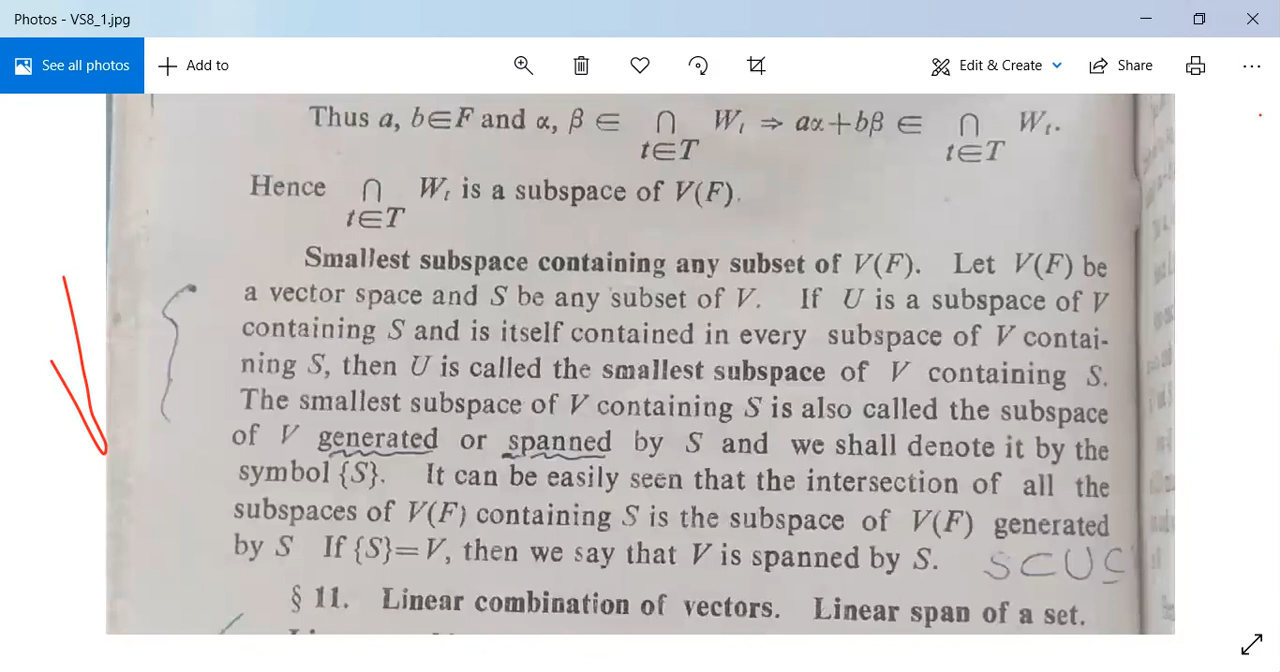 Photos - VS8_1.jpg
See all photos
Add to
Edit & Create
Share
Thus a, b∈F and α, β ∈ ∩ W_t ⇒ aα+bβ ∈ ∩ W_t.
t∈T t∈T
Hence ∩ W_t is a subspace of V(F).
t∈T
Smallest subspace containing any subset of V(F). Let V(F) be
a vector space and S be any subset of V. If U is a subspace of V
containing S and is itself contained in every subspace of V contai-
ning S, then U is called the smallest subspace of V containing S.
The smallest subspace of V containing S is also called the subspace
of V generated or spanned by S and we shall denote it by the
symbol {S}. It can be easily seen that the intersection of all the
subspaces of V(F) containing S is the subspace of V(F) generated
by S If {S}=V, then we say that V is spanned by S.
S⊂U⊂
§ 11. Linear combination of vectors. Linear span of a set.